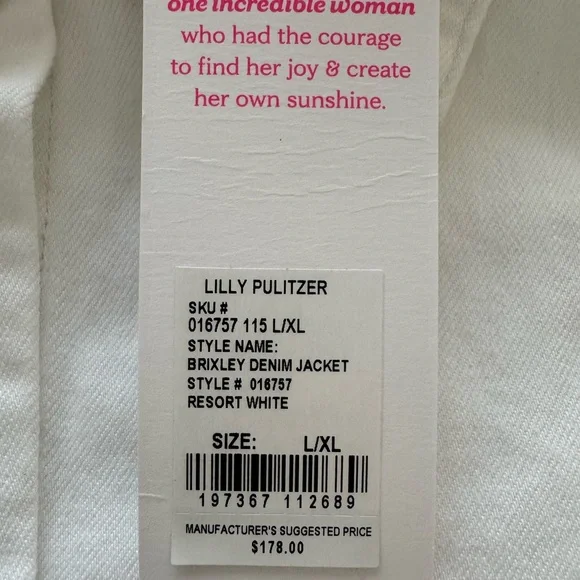 one incredible woman
who had the courage
to find her joy & create
her own sunshine.
LILLY PULITZER
SKU #
016757 115 L/XL
STYLE NAME:
BRIXLEY DENIM JACKET
STYLE # 016757
RESORT WHITE
SIZE: L/XL
197367 112689
MANUFACTURER'S SUGGESTED PRICE
$178.00